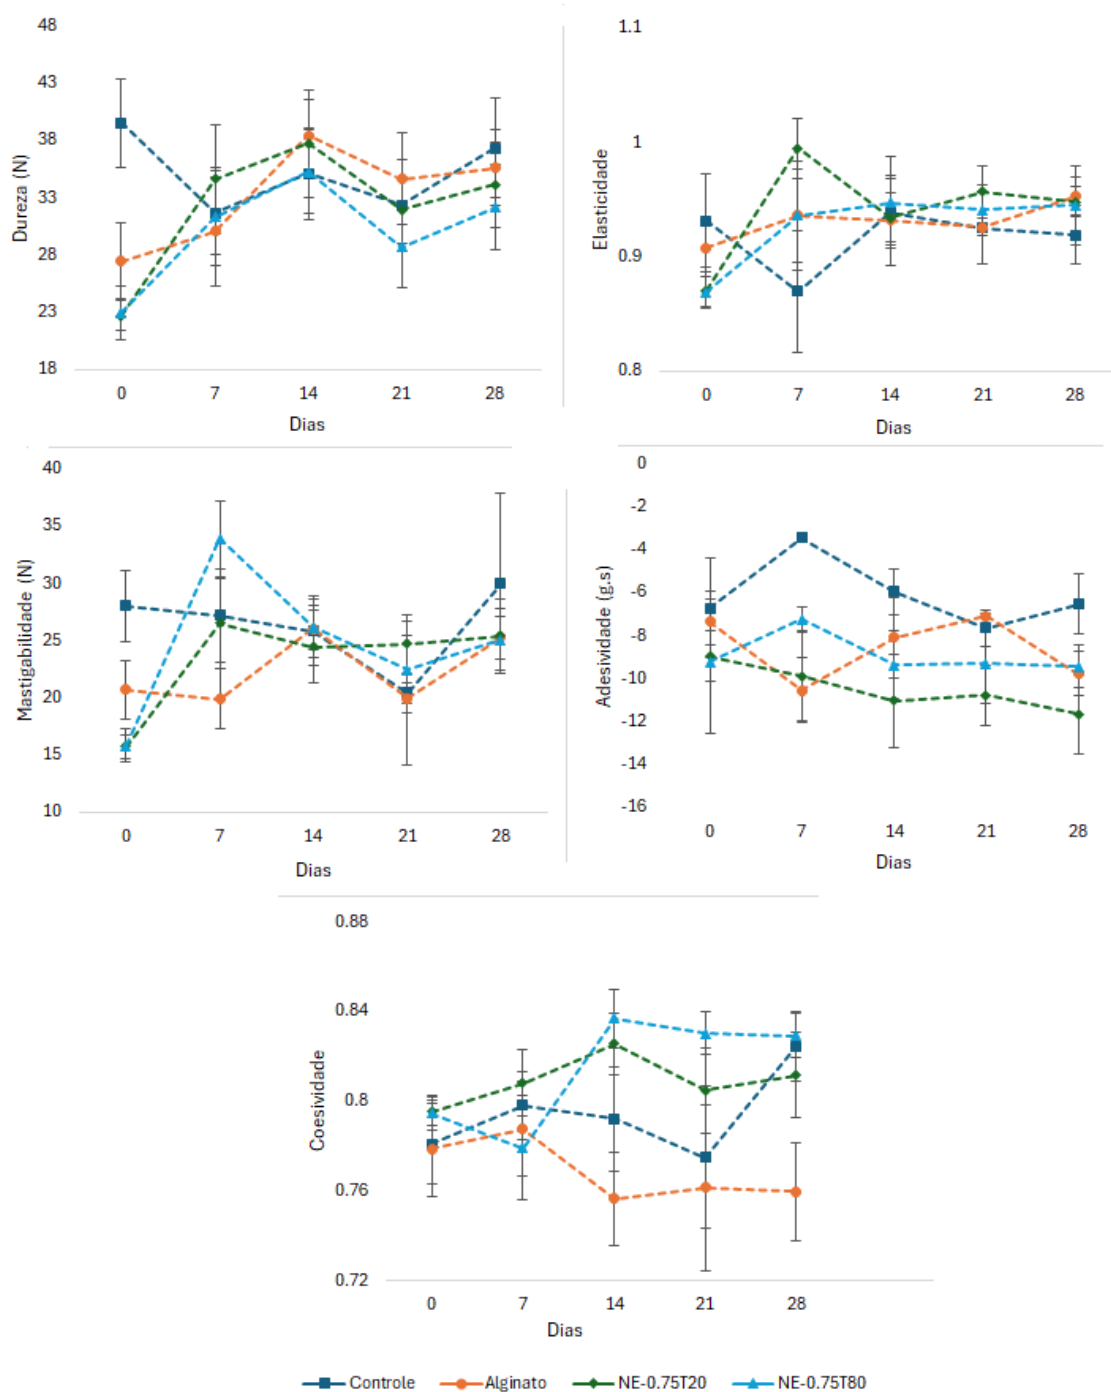 48
43
38
33
28
23
18
Dureza (N)
0 7 14 21 28
Dias
1.1
1
0.9
0.8
Elasticidade
0 7 14 21 28
Dias
40
35
30
25
20
15
10
Mastigabilidade (N)
0 7 14 21 28
Dias
0
-2
-4
-6
-8
-10
-12
-14
-16
Adesividade (g.s)
0 7 14 21 28
Dias
0.88
0.84
0.8
0.76
0.72
Coesividade
0 7 14 21 28
Dias
Controle Alginato NE-0.75T20 NE-0.75T80